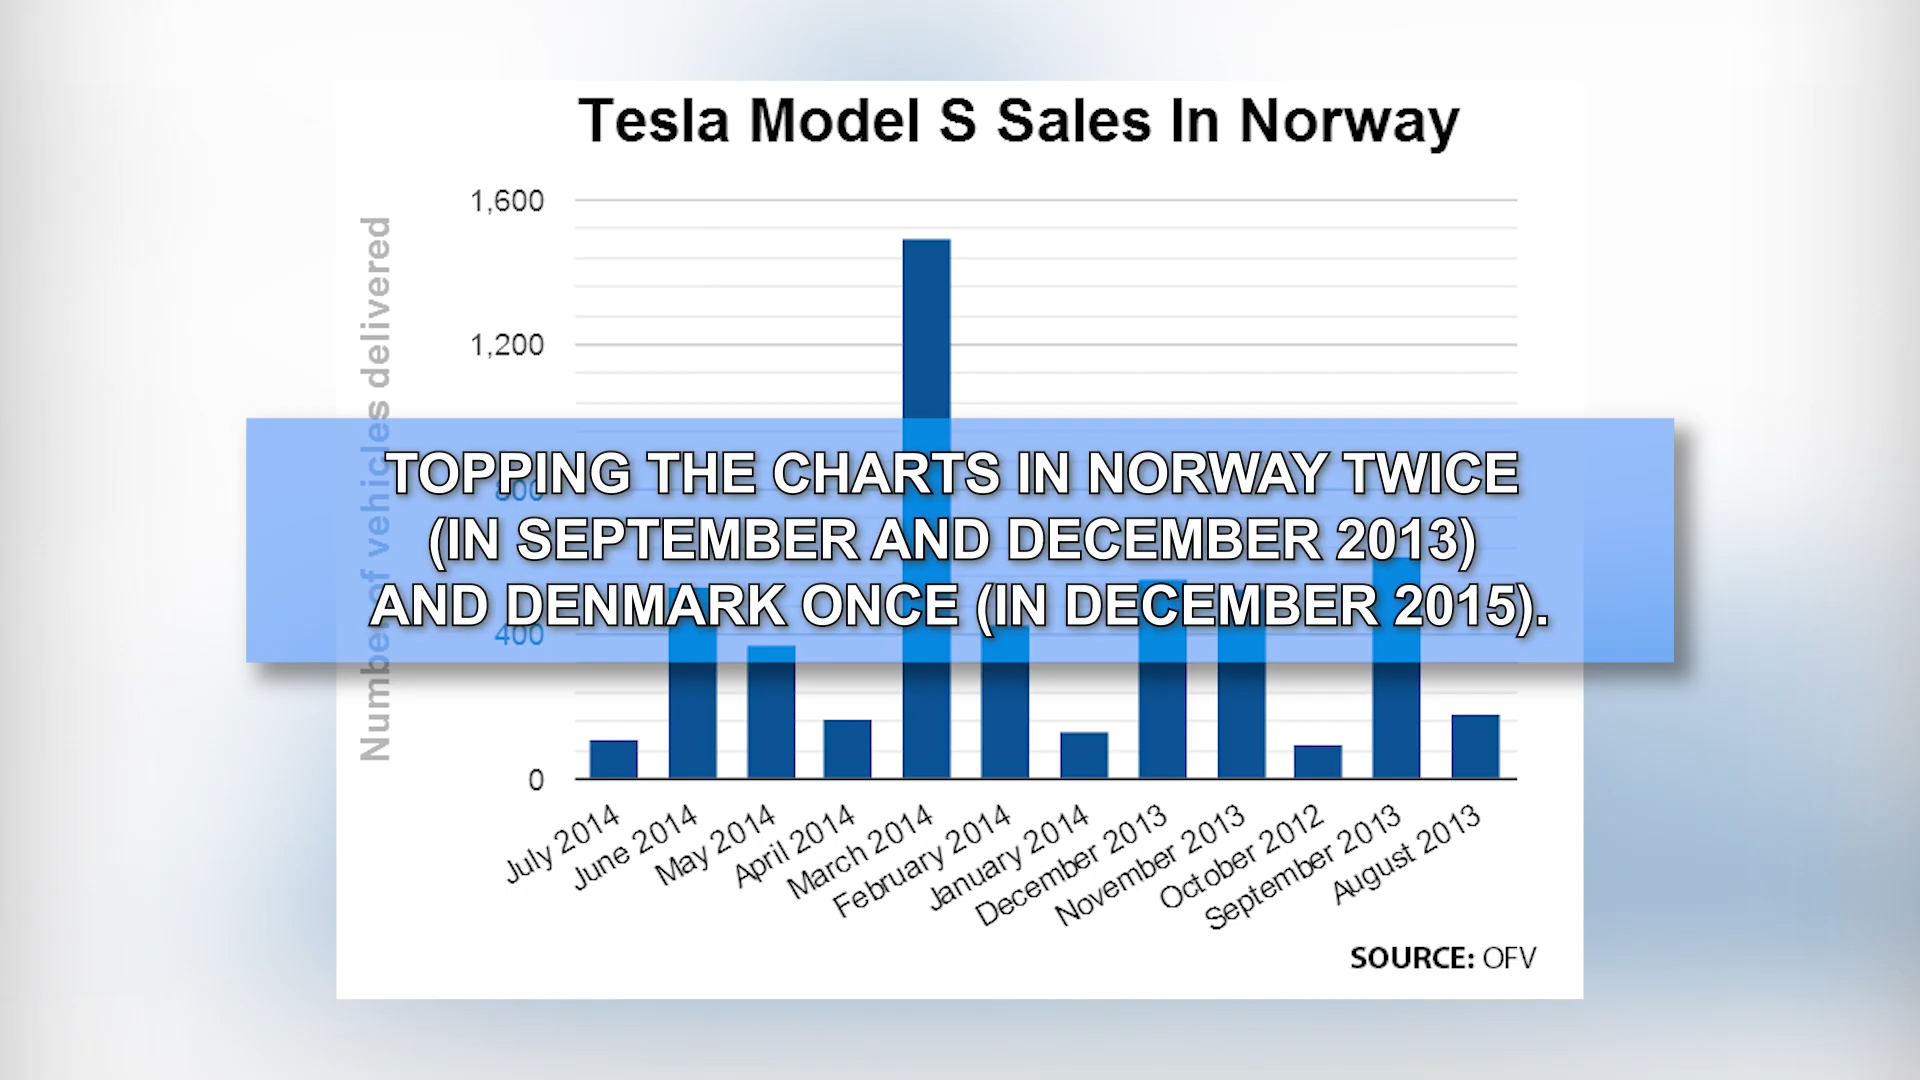 Tesla Model S Sales In Norway
Number of vehicles delivered
1,600
1,200
800
400
0
TOPPING THE CHARTS IN NORWAY TWICE
(IN SEPTEMBER AND DECEMBER 2013)
AND DENMARK ONCE (IN DECEMBER 2015).
July 2014
June 2014
May 2014
April 2014
March 2014
February 2014
January 2014
December 2013
November 2013
October 2012
September 2013
August 2013
SOURCE: OFV